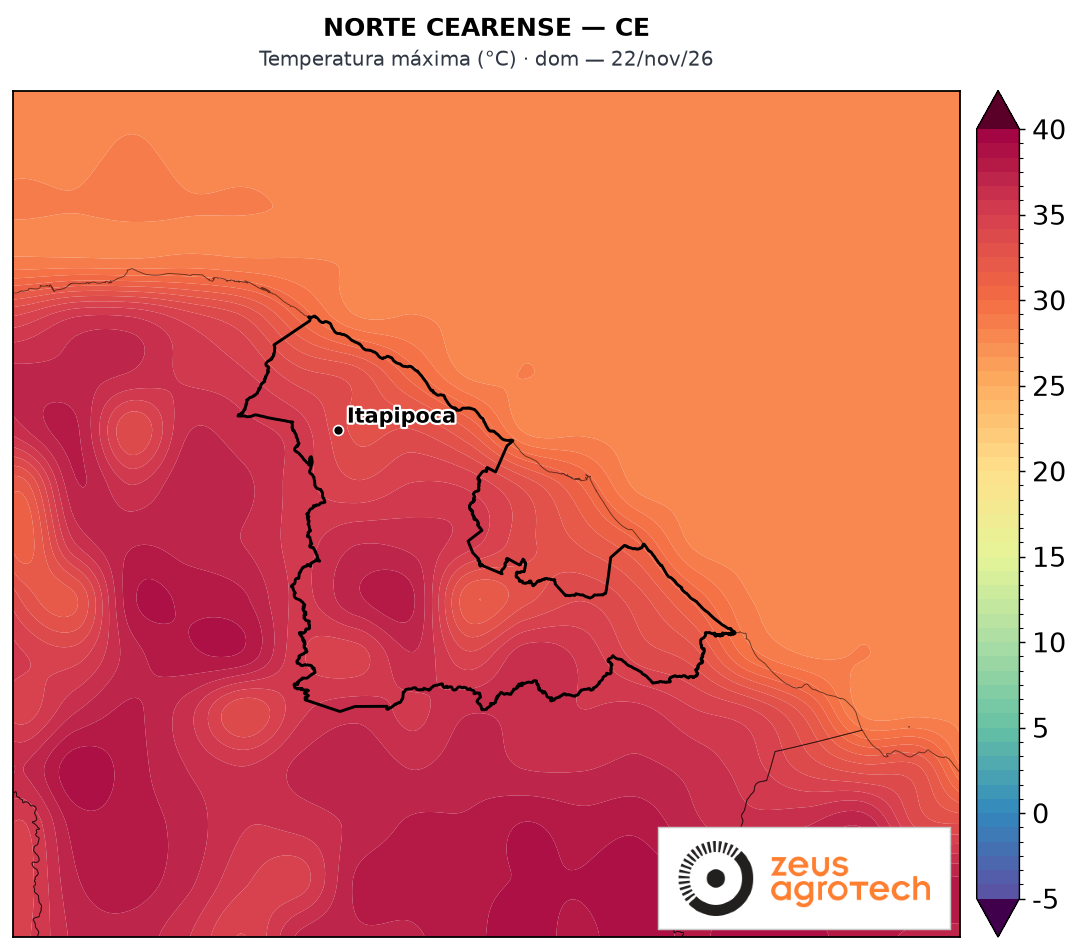 NORTE CEARENSE — CE
Temperatura máxima (°C) · dom — 22/nov/26
Itapipoca
40
35
30
25
20
15
10
5
0
-5
zeus
agrotech